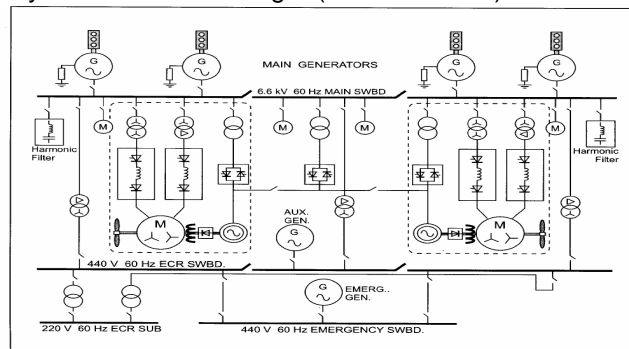 G
G
G
G
MAIN GENERATORS
6.6 kV 60 Hz MAIN SWBD
M
M
M
M
Harmonic
Filter
Harmonic
Filter
M
M
AUX.
GEN.
G
440 V 60 Hz ECR SWBD.
G
EMERG..
GEN.
220 V 60 Hz ECR SUB
440 V 60 Hz EMERGENCY SWBD.